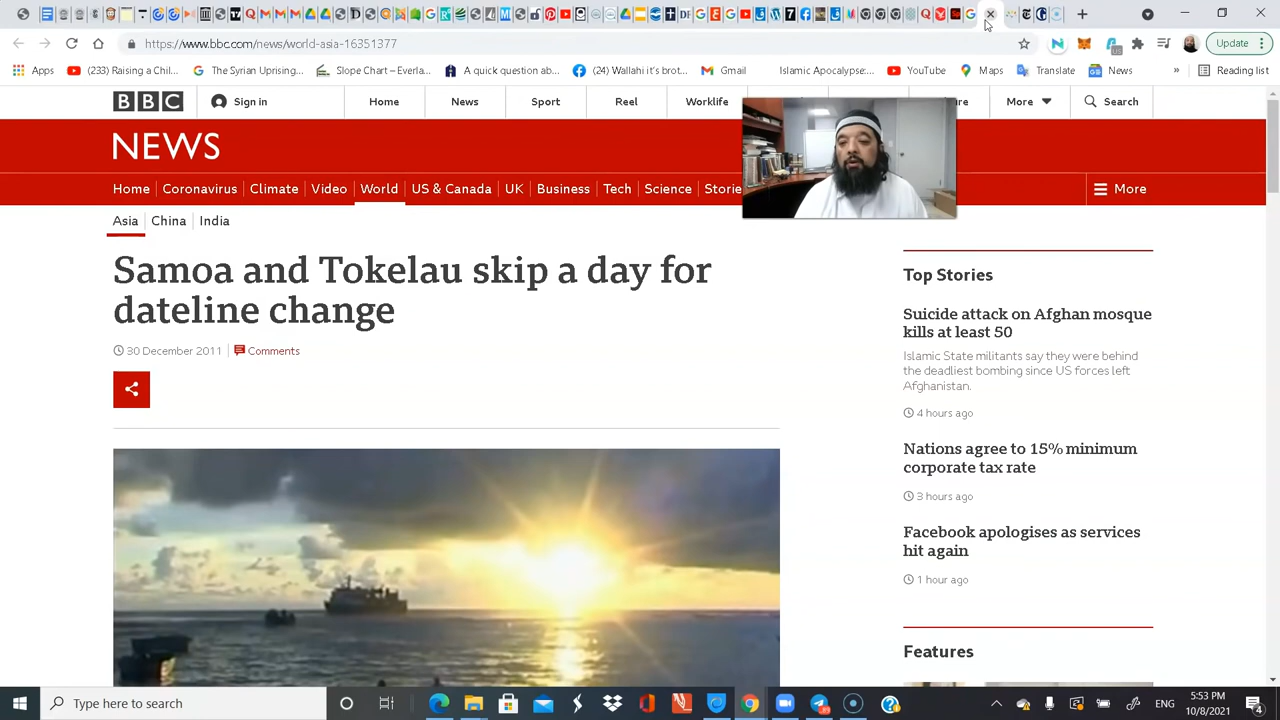 https://www.bbc.com/news/world-asia-16351377
Update
Apps
(233) Raising a Chil...
The Syrian Uprising...
Slope Chart – Everla...
A quick question ab...
(24) Wallahi it's brot...
Gmail
Islamic Apocalypse:...
YouTube
Maps
Translate
News
»
Reading list
BBC
Sign in
Home
News
Sport
Reel
Worklife
More
Search
NEWS
Home
Coronavirus
Climate
Video
World
US & Canada
UK
Business
Tech
Science
Storie
More
Asia
China
India
Samoa and Tokelau skip a day for
dateline change
30 December 2011
Comments
Top Stories
Suicide attack on Afghan mosque
kills at least 50
Islamic State militants say they were behind
the deadliest bombing since US forces left
Afghanistan.
4 hours ago
Nations agree to 15% minimum
corporate tax rate
3 hours ago
Facebook apologises as services
hit again
1 hour ago
Features
Type here to search
ENG
5:53 PM
10/8/2021